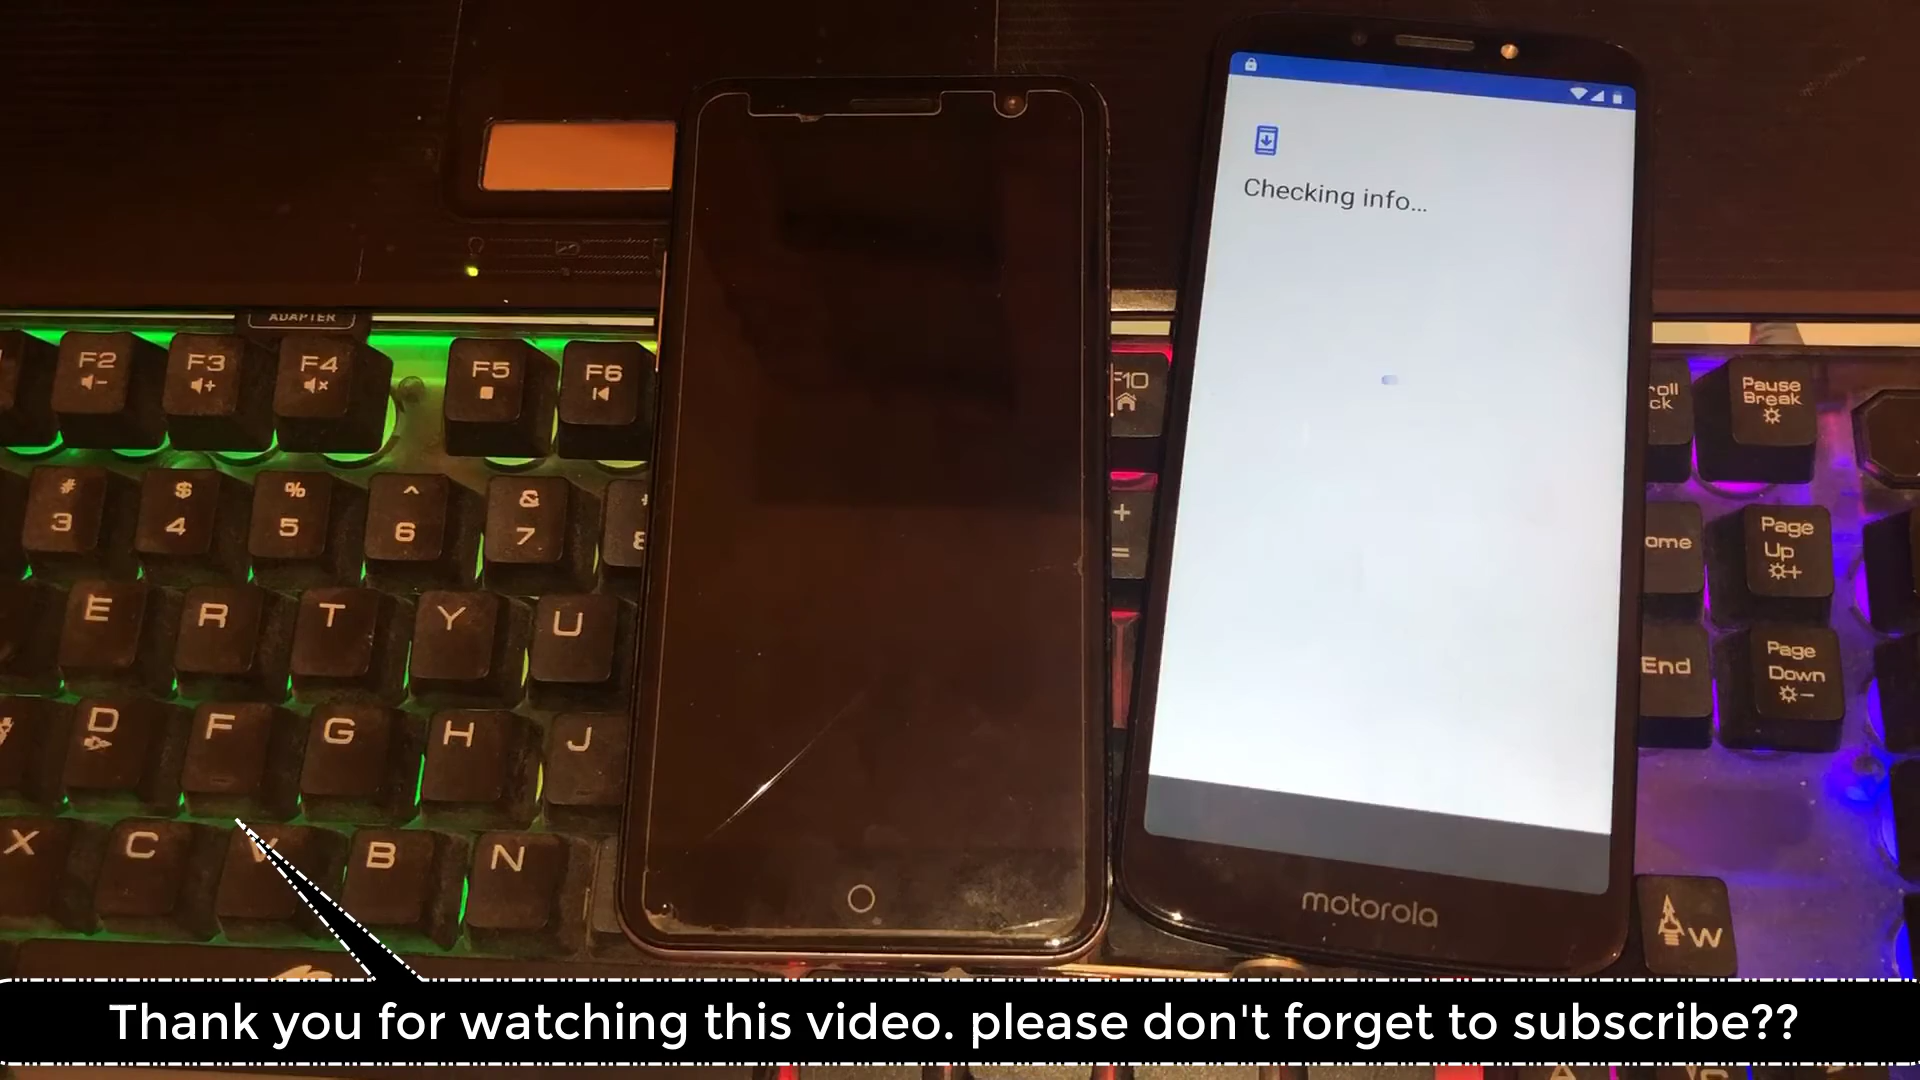 Checking info...
ADAPTER
F2
F3
F4
F5
F6
F10
Pause
Break
#
3
$
4
%
5
^
6
&
7
8
+
=
Page
Up
E
R
T
Y
U
End
Page
Down
D
F
G
H
J
X
C
V
B
N
motorola
W
Thank you for watching this video. please don't forget to subscribe??